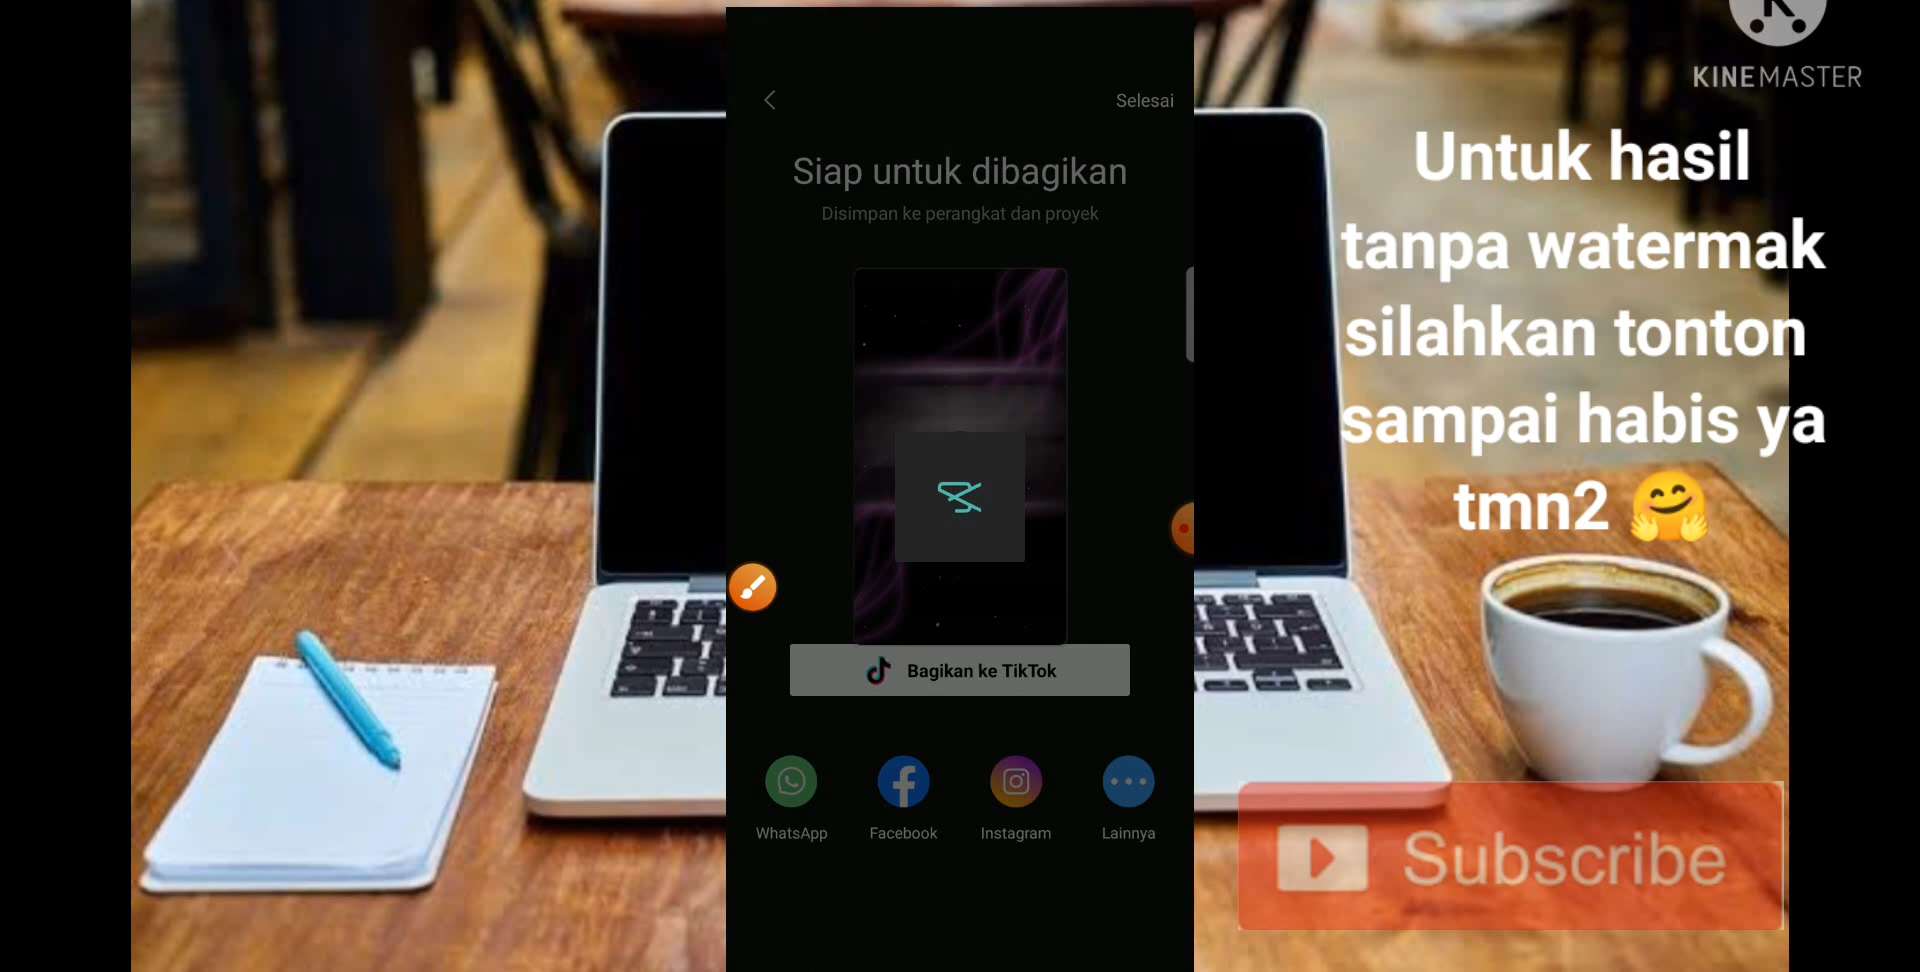 KINEMASTER
Selesai
Siap untuk dibagikan
Disimpan ke perangkat dan proyek
Untuk hasil
tanpa watermak
silahkan tonton
sampai habis ya
tmn2 🤗
Bagikan ke TikTok
WhatsApp
Facebook
Instagram
Lainnya
Subscribe